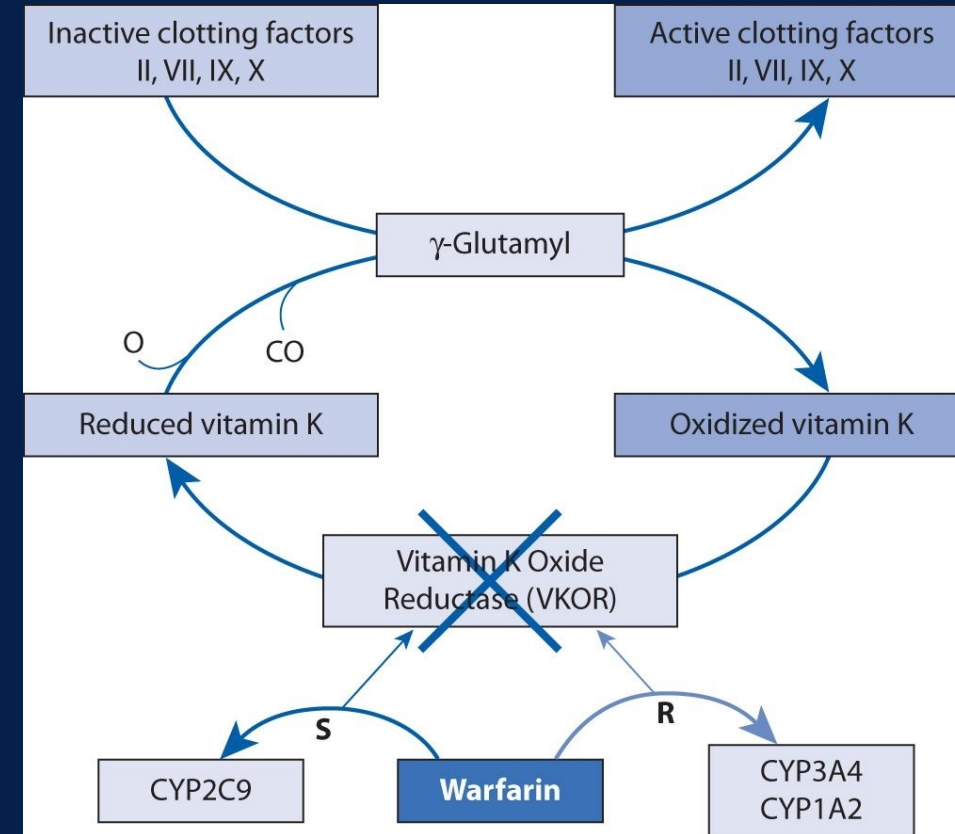 Inactive clotting factors
II, VII, IX, X
Active clotting factors
II, VII, IX, X
γ-Glutamyl
O
CO
Reduced vitamin K
Oxidized vitamin K
Vitamin K Oxide
Reductase (VKOR)
S
R
CYP2C9
Warfarin
CYP3A4
CYP1A2